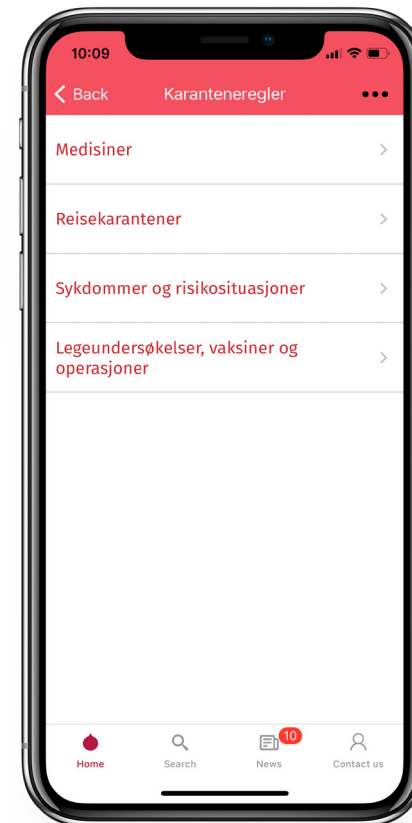 10:09
Back Karanteneregler
Medisiner
Reisekarantener
Sykdommer og risikosituasjoner
Legeundersøkelser, vaksiner og
operasjoner
10
Home Search News Contact us